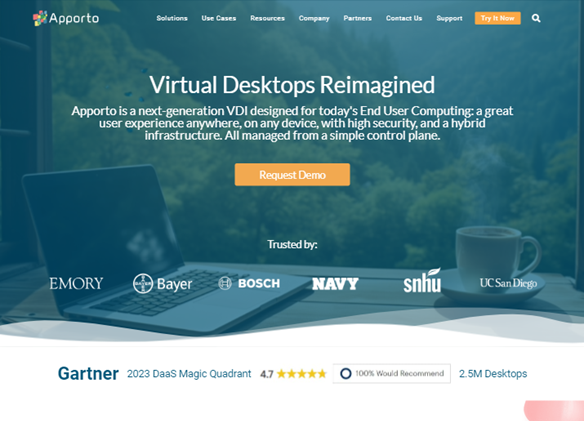 Apporto
Solutions Use Cases Resources Company Partners Contact Us Support Try It Now
Virtual Desktops Reimagined
Apporto is a next-generation VDI designed for today's End User Computing: a great
user experience anywhere, on any device, with high security, and a hybrid
infrastructure. All managed from a simple control plane.
Request Demo
Trusted by:
EMORY Bayer BOSCH NAVY snhu UC San Diego
Gartner 2023 DaaS Magic Quadrant 4.7 100% Would Recommend 2.5M Desktops